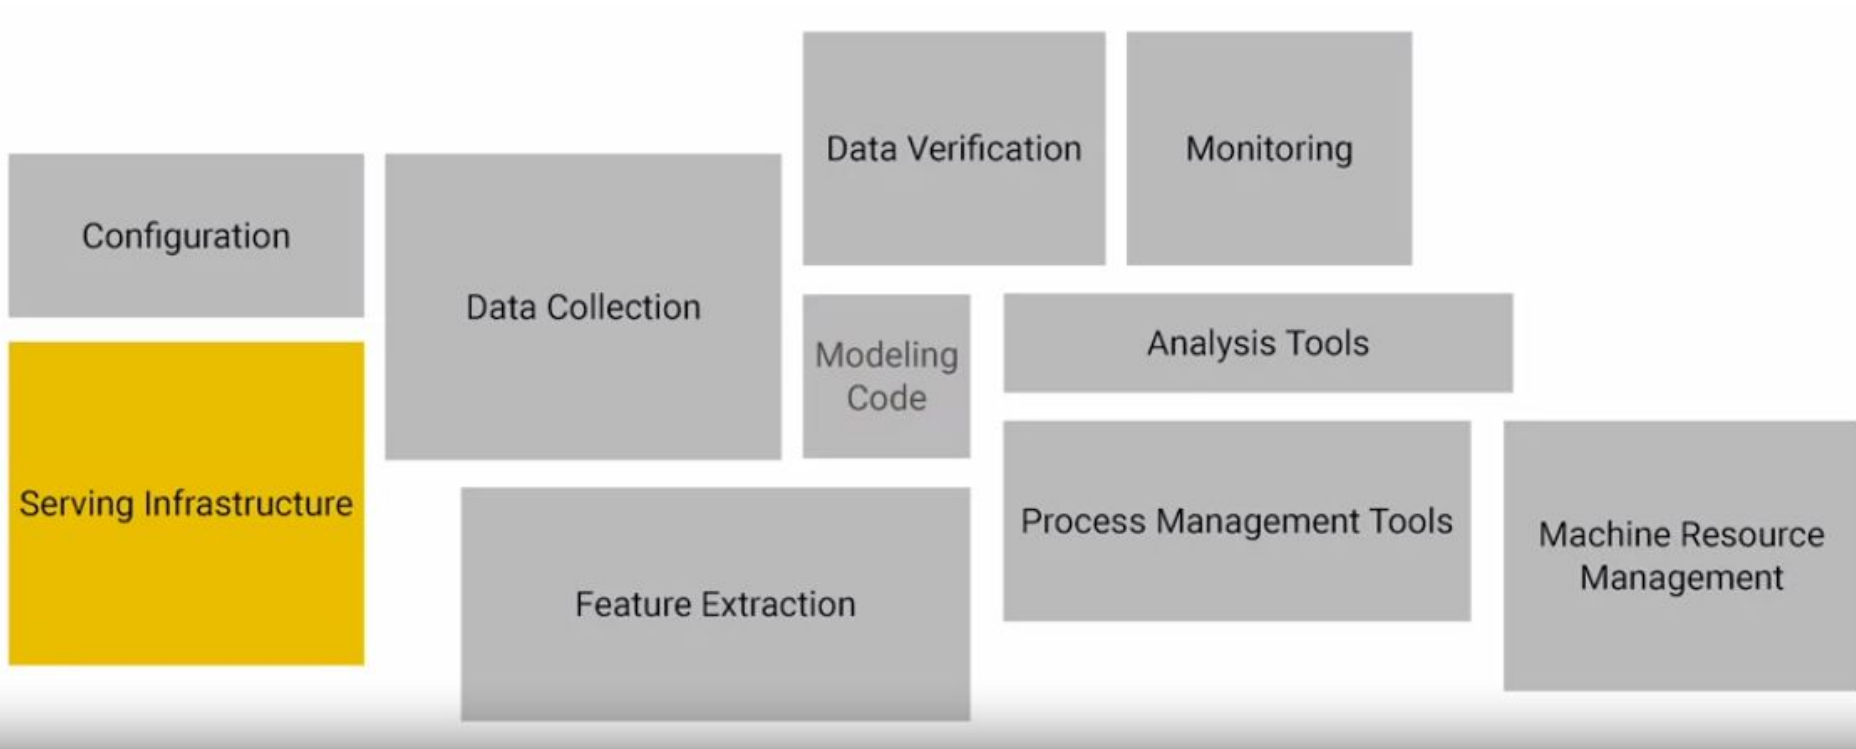 Data Verification
Monitoring
Configuration
Data Collection
Modeling
Code
Analysis Tools
Serving Infrastructure
Process Management Tools
Machine Resource
Management
Feature Extraction